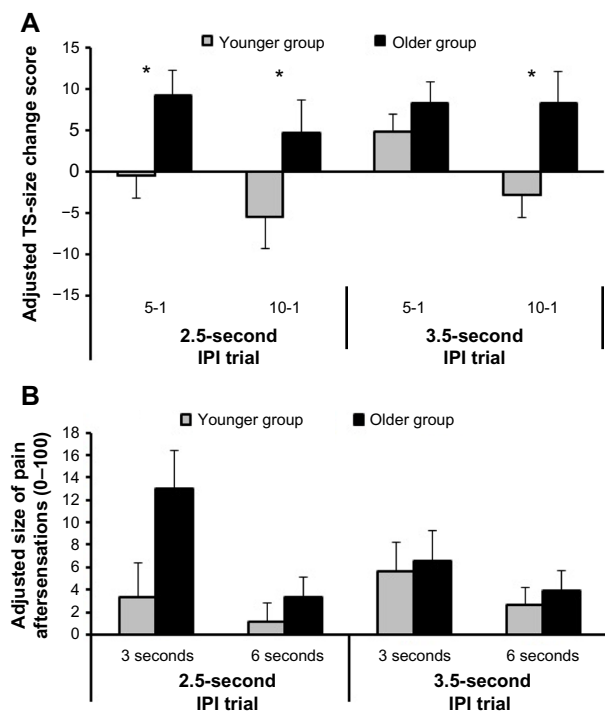 A
Younger group Older group
Adjusted TS-size change score
15
10
5
0
−5
−10
−15
* * *
5-1 10-1 5-1 10-1
2.5-second 3.5-second
IPI trial IPI trial
B
Younger group Older group
Adjusted size of pain
aftersensations (0–100)
18
16
14
12
10
8
6
4
2
0
3 seconds 6 seconds 3 seconds 6 seconds
2.5-second 3.5-second
IPI trial IPI trial